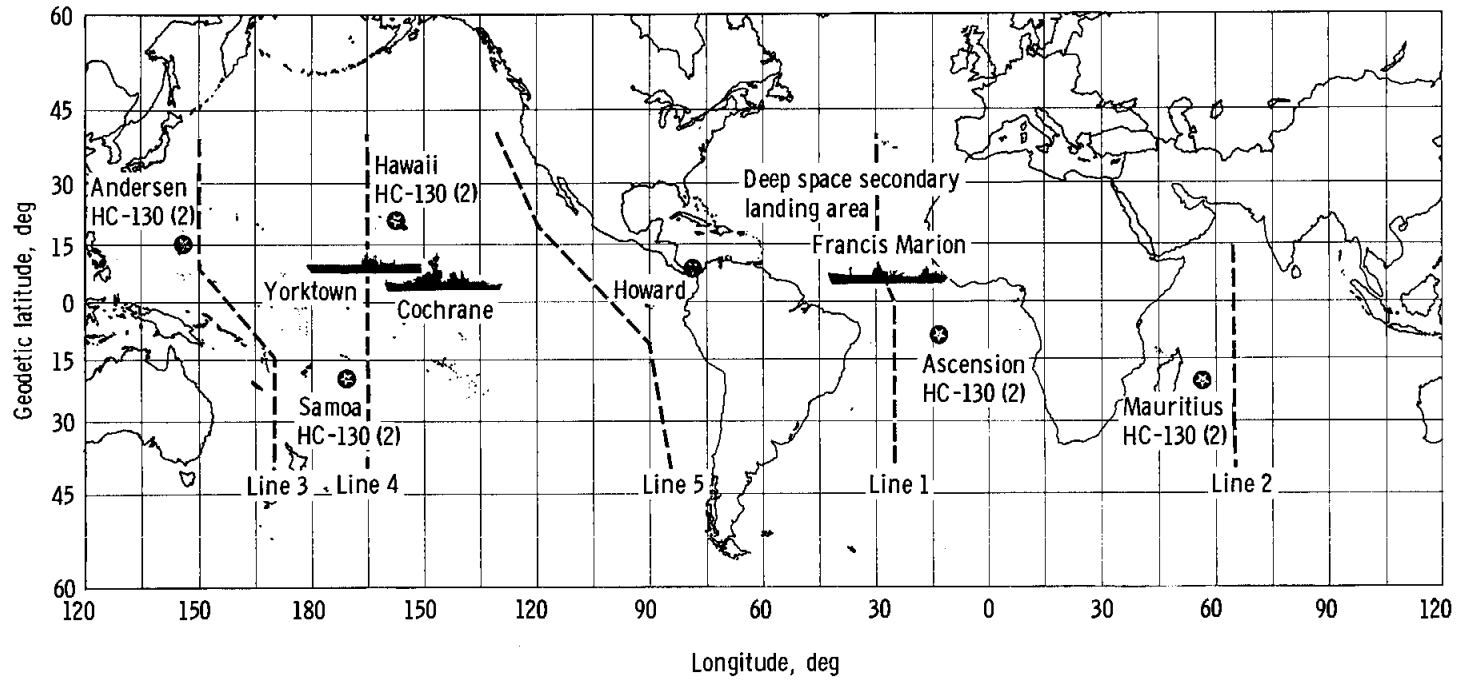 60
45
30
15
0
15
30
45
60
Geodetic latitude, deg
Andersen
HC-130 (2)
Hawaii
HC-130 (2)
Yorktown
Cochrane
Samoa
HC-130 (2)
Howard
Deep space secondary
landing area
Francis Marion
Ascension
HC-130 (2)
Mauritius
HC-130 (2)
Line 3
Line 4
Line 5
Line 1
Line 2
120 150 180 150 120 90 60 30 0 30 60 90 120
Longitude, deg